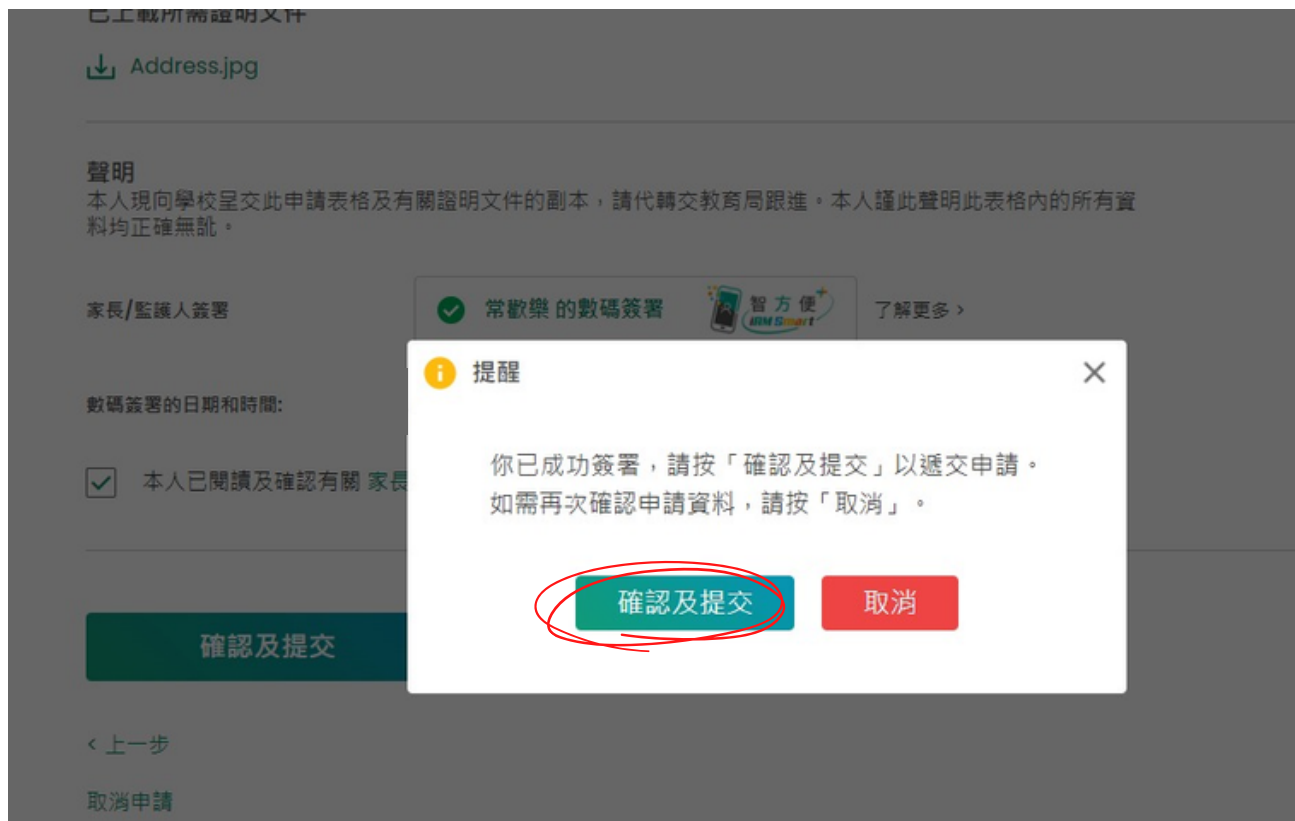 已上載所需證明文件
Address.jpg
聲明
本人現向學校呈交此申請表格及有關證明文件的副本，請代轉交教育局跟進。本人謹此聲明此表格內的所有資
料均正確無訛。
家長/監護人簽署
常歡樂 的數碼簽署
智方便
iAM Smart
了解更多 ›
提醒
數碼簽署的日期和時間:
你已成功簽署，請按「確認及提交」以遞交申請。
如需再次確認申請資料，請按「取消」。
本人已閱讀及確認有關 家長
確認及提交
取消
確認及提交
‹ 上一步
取消申請